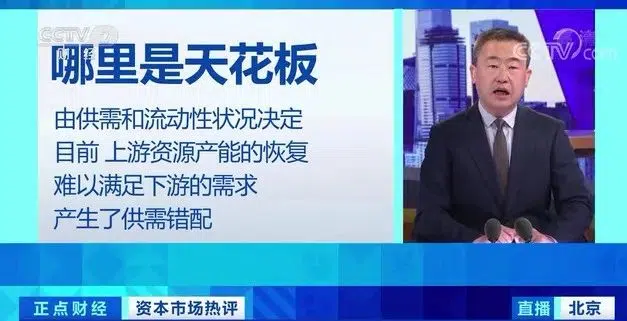 CCTV 2
财经
CCTV
.com
哪里是天花板
由供需和流动性状况决定
目前 上游资源产能的恢复
难以满足下游的需求
产生了供需错配
正点财经
资本市场热评
直播
北京